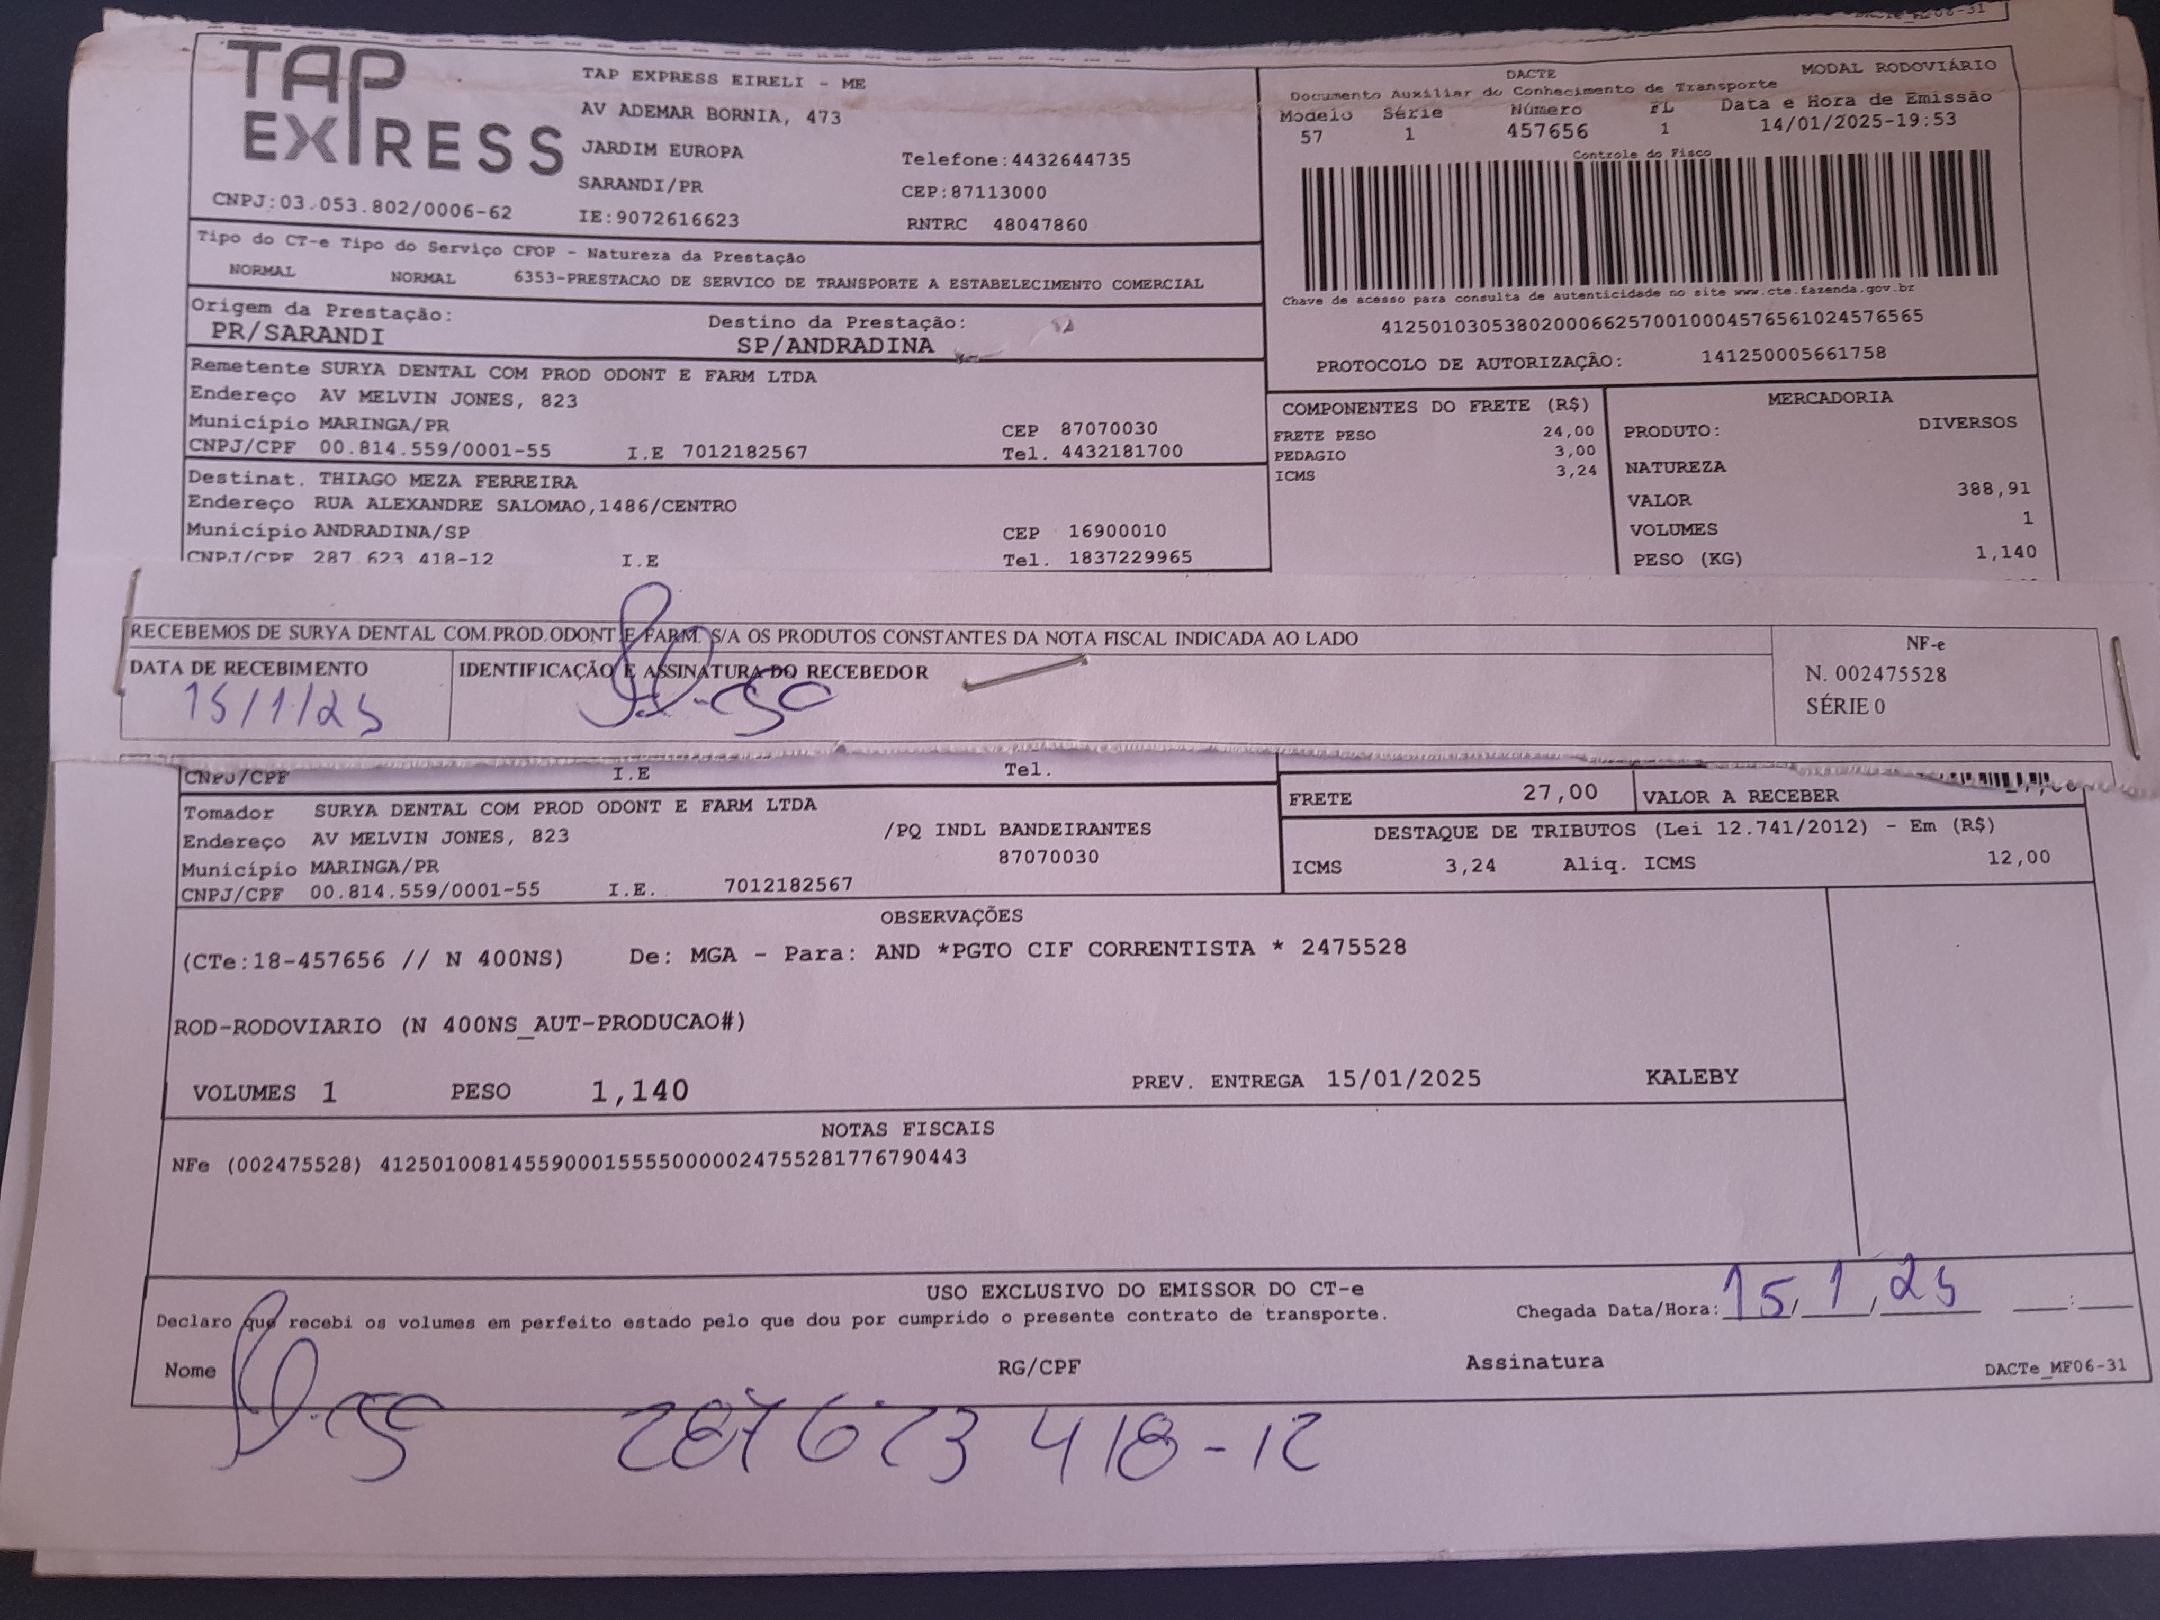 DACTe_MF06-31
TAP
EXPRESS
CNPJ:03.053.802/0006-62
TAP EXPRESS EIRELI - ME
AV ADEMAR BORNIA, 473
JARDIM EUROPA
SARANDI/PR
IE:9072616623
Telefone:4432644735
CEP:87113000
RNTRC 48047860
DACTE MODAL RODOVIÁRIO
Documento Auxiliar do Conhecimento de Transporte
Modelo Série Número FL Data e Hora de Emissão
57 1 457656 1 14/01/2025-19:53
Controle do Fisco
Chave de acesso para consulta de autenticidade no site www.cte.fazenda.gov.br
41250103053802000662570010004576561024576565
PROTOCOLO DE AUTORIZAÇÃO: 141250005661758
Tipo do CT-e Tipo do Serviço CFOP - Natureza da Prestação
NORMAL NORMAL 6353-PRESTACAO DE SERVICO DE TRANSPORTE A ESTABELECIMENTO COMERCIAL
Origem da Prestação: Destino da Prestação:
PR/SARANDI SP/ANDRADINA
Remetente SURYA DENTAL COM PROD ODONT E FARM LTDA
Endereço AV MELVIN JONES, 823
Município MARINGA/PR CEP 87070030
CNPJ/CPF 00.814.559/0001-55 I.E 7012182567 Tel. 4432181700
Destinat. THIAGO MEZA FERREIRA
Endereço RUA ALEXANDRE SALOMAO,1486/CENTRO
Município ANDRADINA/SP CEP 16900010
CNPJ/CPF 287 623 418-12 I.E Tel. 1837229965
COMPONENTES DO FRETE (R$)
FRETE PESO 24,00
PEDAGIO 3,00
ICMS 3,24
MERCADORIA
PRODUTO: DIVERSOS
NATUREZA
VALOR 388,91
VOLUMES 1
PESO (KG) 1,140
RECEBEMOS DE SURYA DENTAL COM.PROD.ODONT.E FARM. S/A OS PRODUTOS CONSTANTES DA NOTA FISCAL INDICADA AO LADO
DATA DE RECEBIMENTO IDENTIFICAÇÃO E ASSINATURA DO RECEBEDOR
15/1/25
NF-e
N. 002475528
SÉRIE 0
CNPJ/CPF I.E Tel.
Tomador SURYA DENTAL COM PROD ODONT E FARM LTDA
Endereço AV MELVIN JONES, 823 /PQ INDL BANDEIRANTES
Município MARINGA/PR 87070030
CNPJ/CPF 00.814.559/0001-55 I.E. 7012182567
FRETE 27,00 VALOR A RECEBER
DESTAQUE DE TRIBUTOS (Lei 12.741/2012) - Em (R$)
ICMS 3,24 Aliq. ICMS 12,00
OBSERVAÇÕES
(CTe:18-457656 // N 400NS) De: MGA - Para: AND *PGTO CIF CORRENTISTA * 2475528
ROD-RODOVIARIO (N 400NS_AUT-PRODUCAO#)
VOLUMES 1 PESO 1,140 PREV. ENTREGA 15/01/2025 KALEBY
NOTAS FISCAIS
NFe (002475528) 41250100814559000155550000024755281776790443
USO EXCLUSIVO DO EMISSOR DO CT-e
Declaro que recebi os volumes em perfeito estado pelo que dou por cumprido o presente contrato de transporte.
Chegada Data/Hora: 15/1/25 __:__
Nome RG/CPF Assinatura DACTe_MF06-31
287 623 418-12